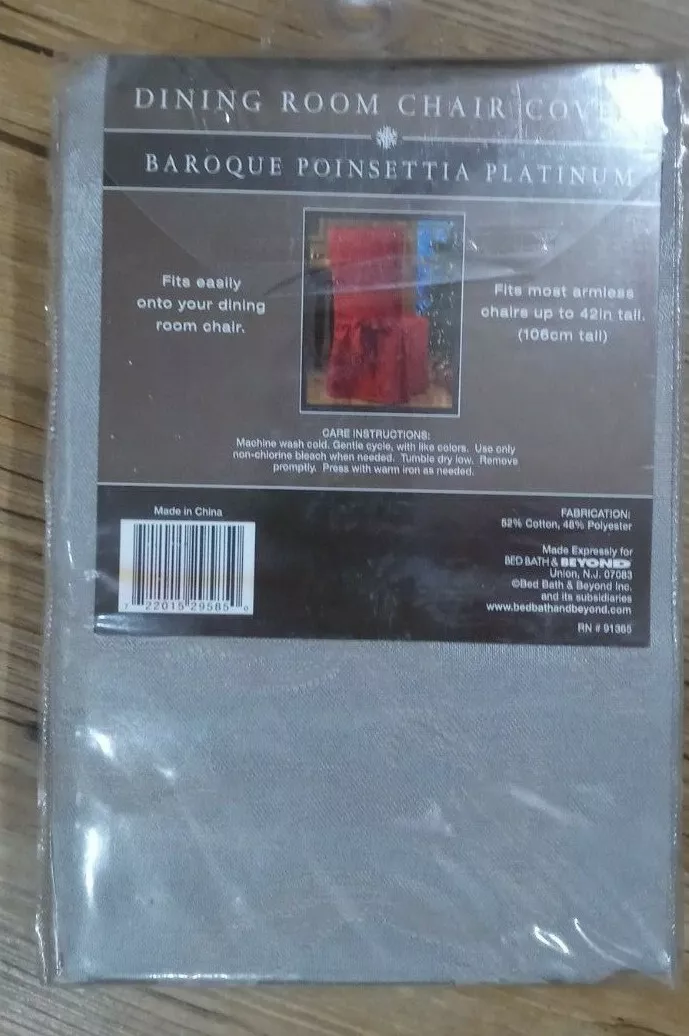 DINING ROOM CHAIR COVE
BAROQUE POINSETTIA PLATINUM
Fits easily
onto your dining
room chair.
Fits most armless
chairs up to 42in tall.
(106cm tall)
CARE INSTRUCTIONS:
Machine wash cold. Gentle cycle, with like colors. Use only
non-chlorine bleach when needed. Tumble dry low. Remove
promptly. Press with warm iron as needed.
Made in China
7 22015 29585 0
FABRICATION:
52% Cotton, 48% Polyester
Made Expressly for
BED BATH & BEYOND
Union, N.J. 07083
©Bed Bath & Beyond Inc.
and its subsidiaries
www.bedbathandbeyond.com
RN # 91365